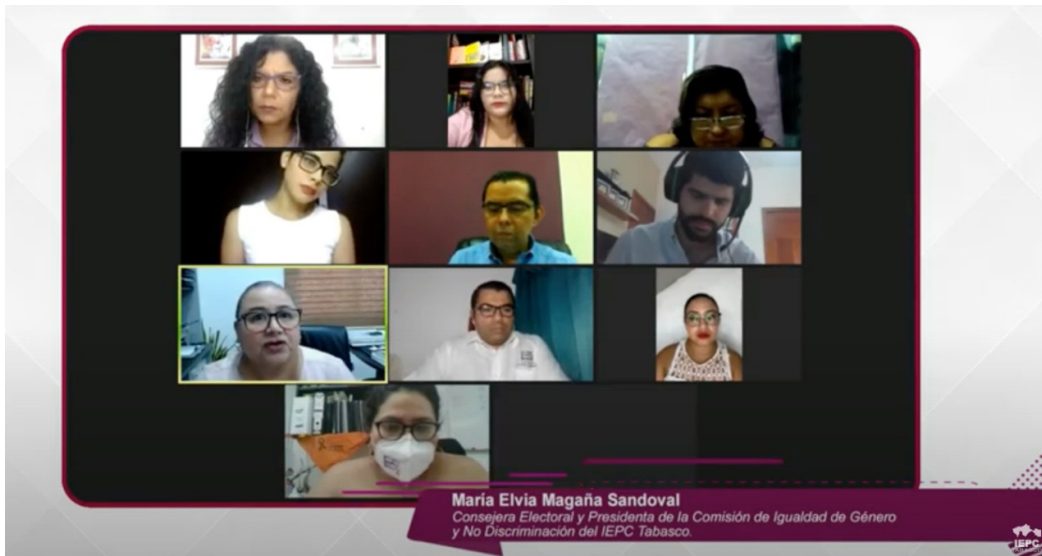 María Elvia Magaña Sandoval
Consejera Electoral y Presidenta de la Comisión de Igualdad de Género
y No Discriminación del IEPC Tabasco.
IEPC